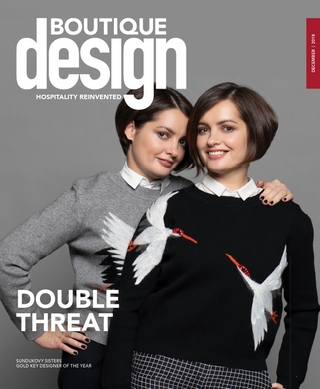 BOUTIQUE
design
HOSPITALITY REINVENTED.
DECEMBER | 2018
DOUBLE
THREAT
SUNDUKOVY SISTERS
GOLD KEY DESIGNER OF THE YEAR